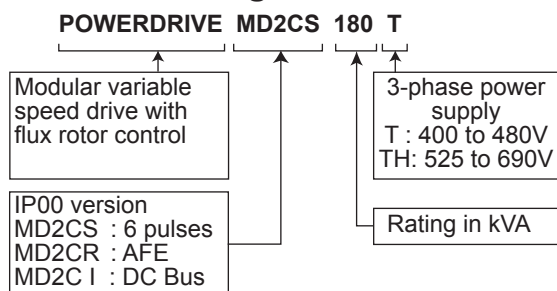 POWERDRIVE MD2CS 180 T
Modular variable
speed drive with
flux rotor control
3-phase power
supply
T : 400 to 480V
TH: 525 to 690V
IP00 version
MD2CS : 6 pulses
MD2CR : AFE
MD2C I : DC Bus
Rating in kVA